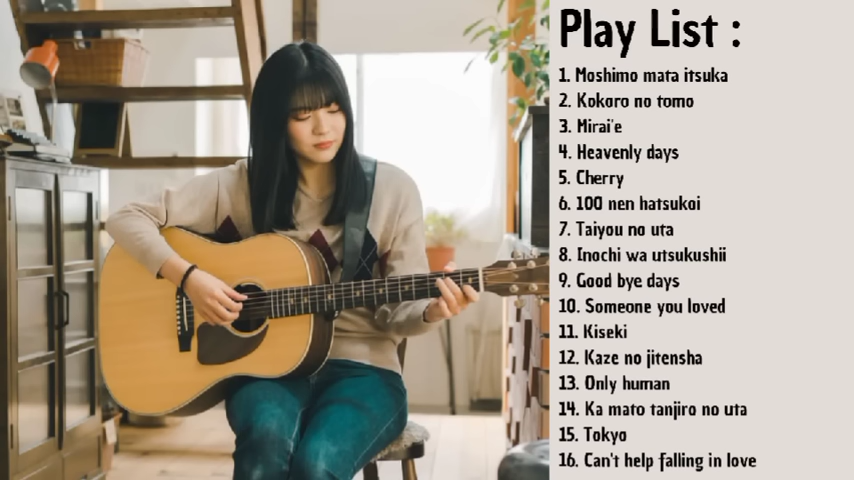 Play List :
1. Moshimo mata itsuka
2. Kokoro no tomo
3. Mirai'e
4. Heavenly days
5. Cherry
6. 100 nen hatsukoi
7. Taiyou no uta
8. Inochi wa utsukushii
9. Good bye days
10. Someone you loved
11. Kiseki
12. Kaze no jitensha
13. Only human
14. Ka mato tanjiro no uta
15. Tokyo
16. Can't help falling in love